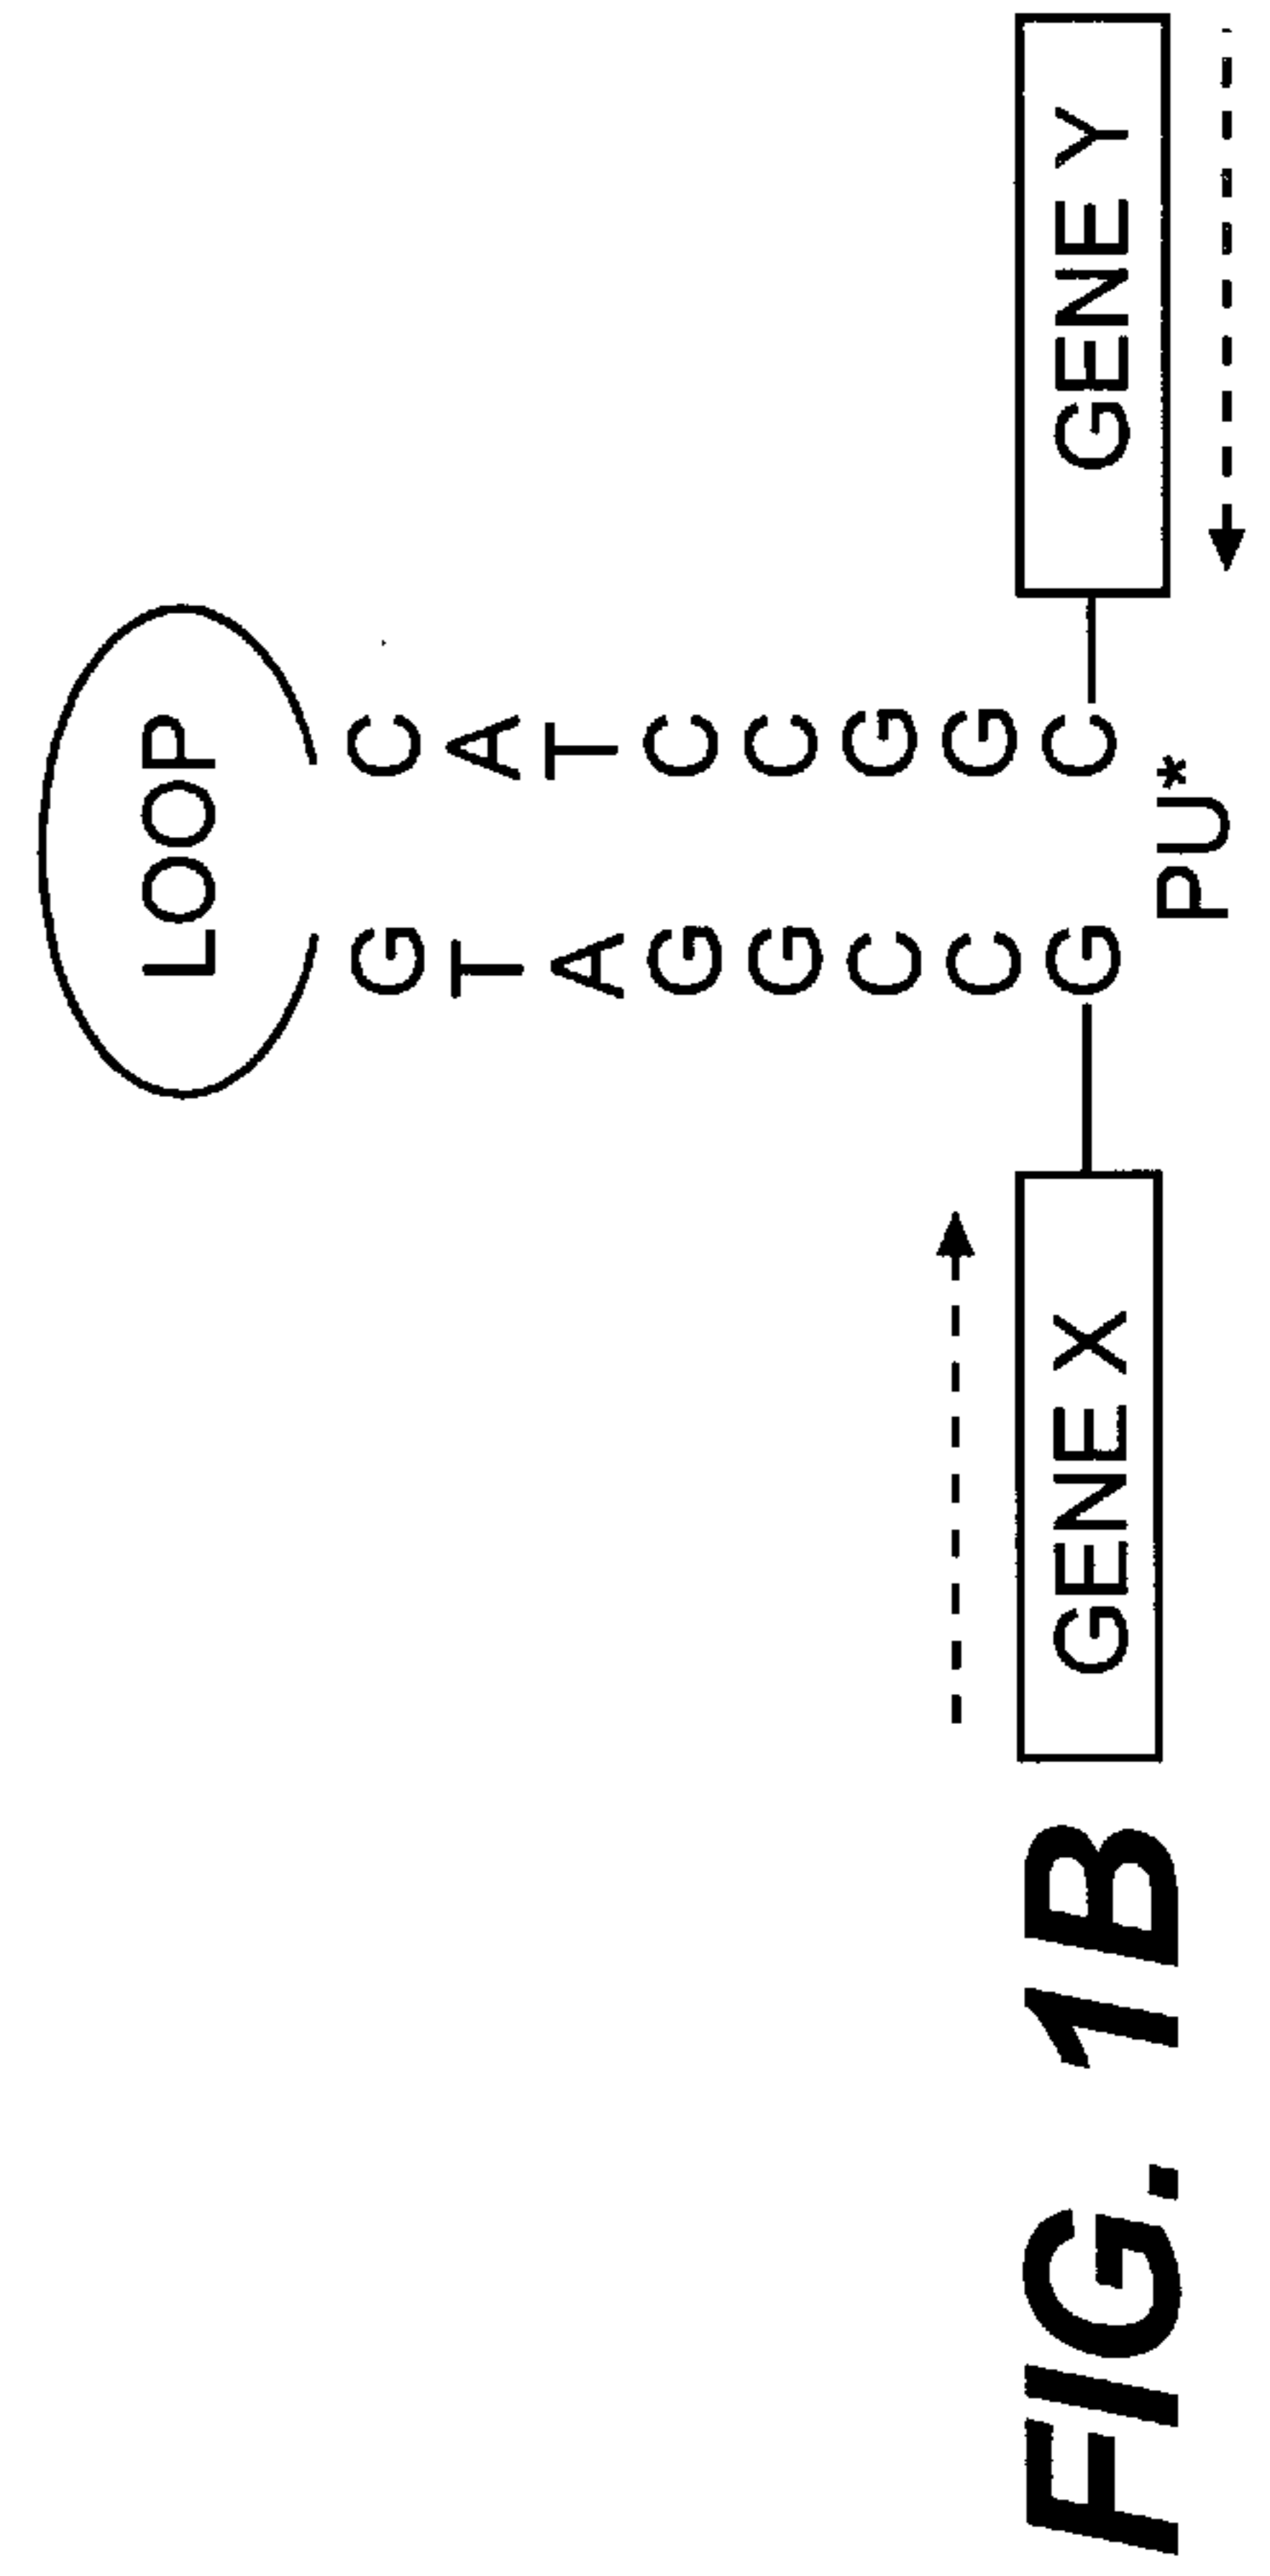 LOOP
G C
T A
A T
G C
G C
C G
C G
G C
GENE X GENE Y
PU*
FIG. 1B